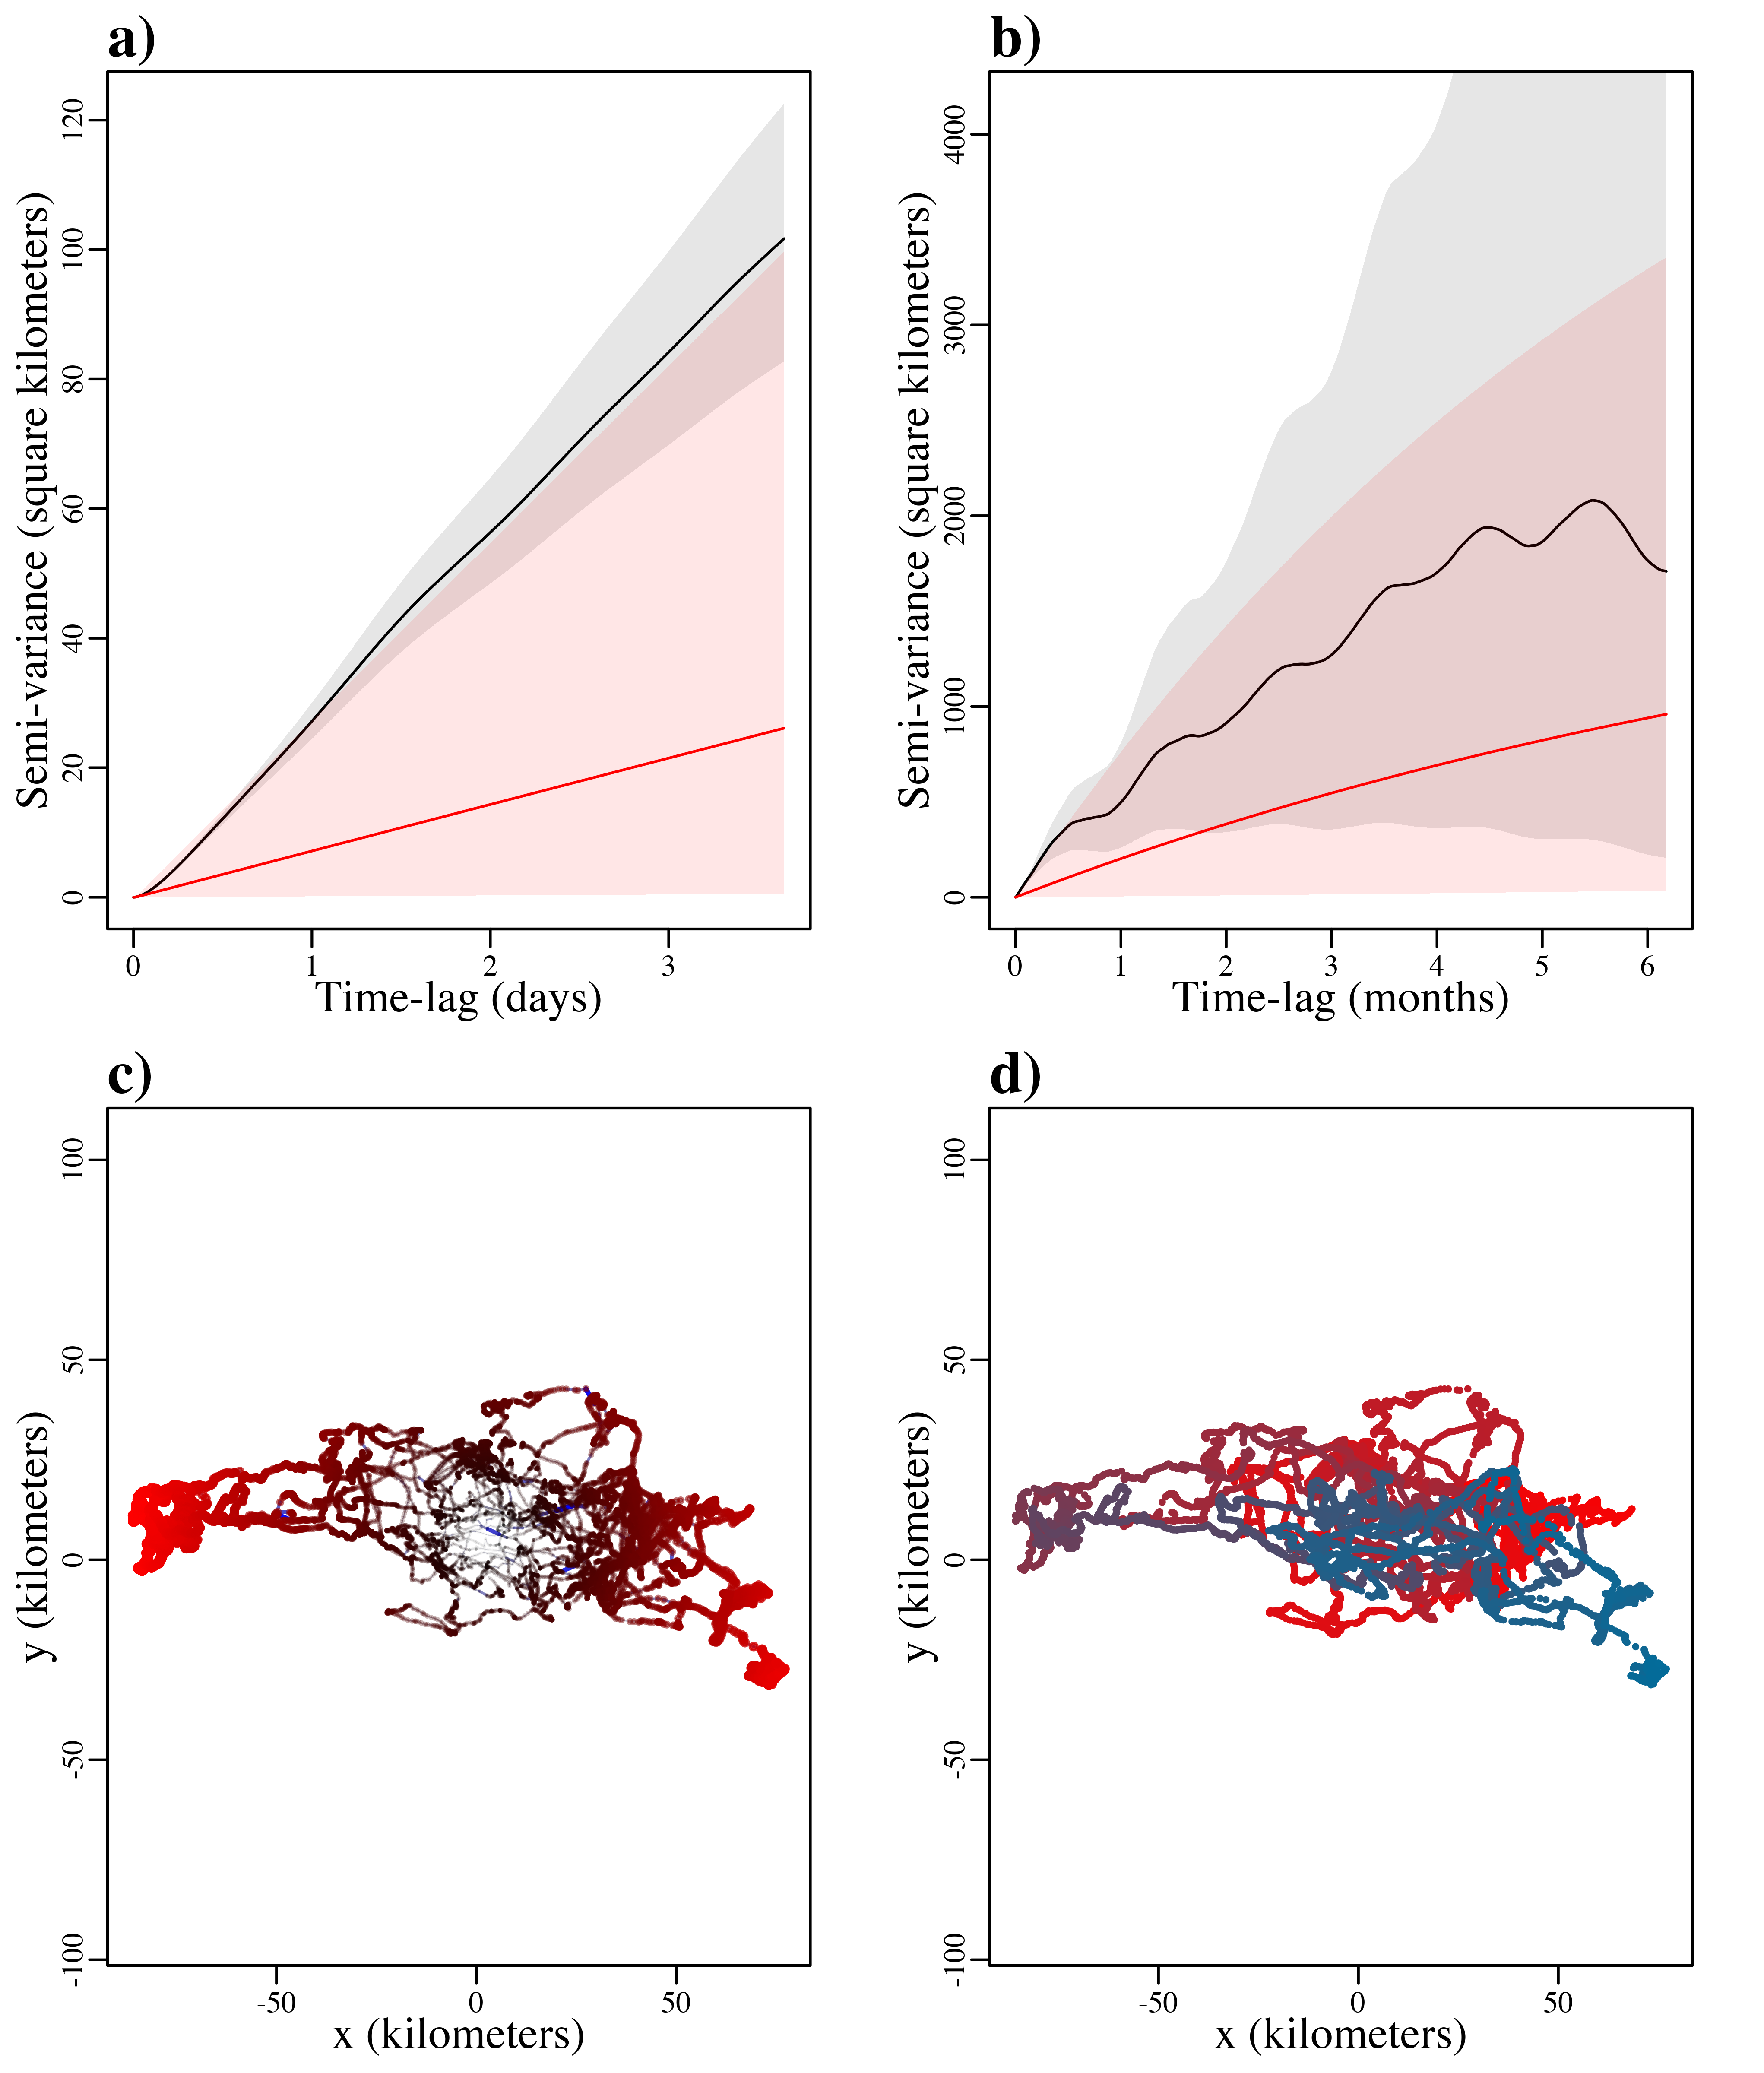 a)
Semi-variance (square kilometers)
0 20 40 60 80 100 120
0 1 2 3
Time-lag (days)
b)
Semi-variance (square kilometers)
0 1000 2000 3000 4000
0 1 2 3 4 5 6
Time-lag (months)
c)
y (kilometers)
-100 -50 0 50 100
-50 0 50
x (kilometers)
d)
y (kilometers)
-100 -50 0 50 100
-50 0 50
x (kilometers)